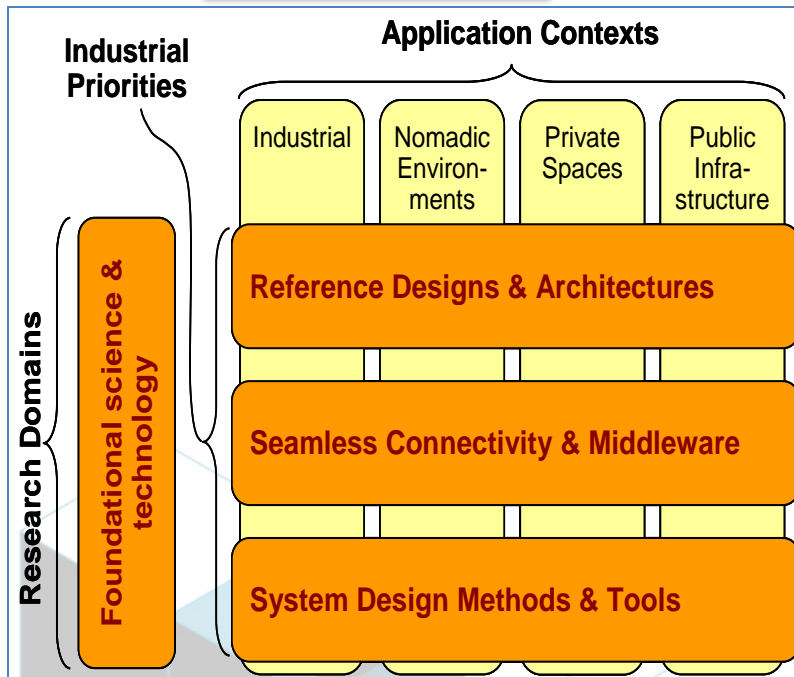 Application Contexts
Industrial
Priorities
Industrial
Nomadic
Environ-
ments
Private
Spaces
Public
Infra-
structure
Research Domains
Foundational science &
technology
Reference Designs & Architectures
Seamless Connectivity & Middleware
System Design Methods & Tools